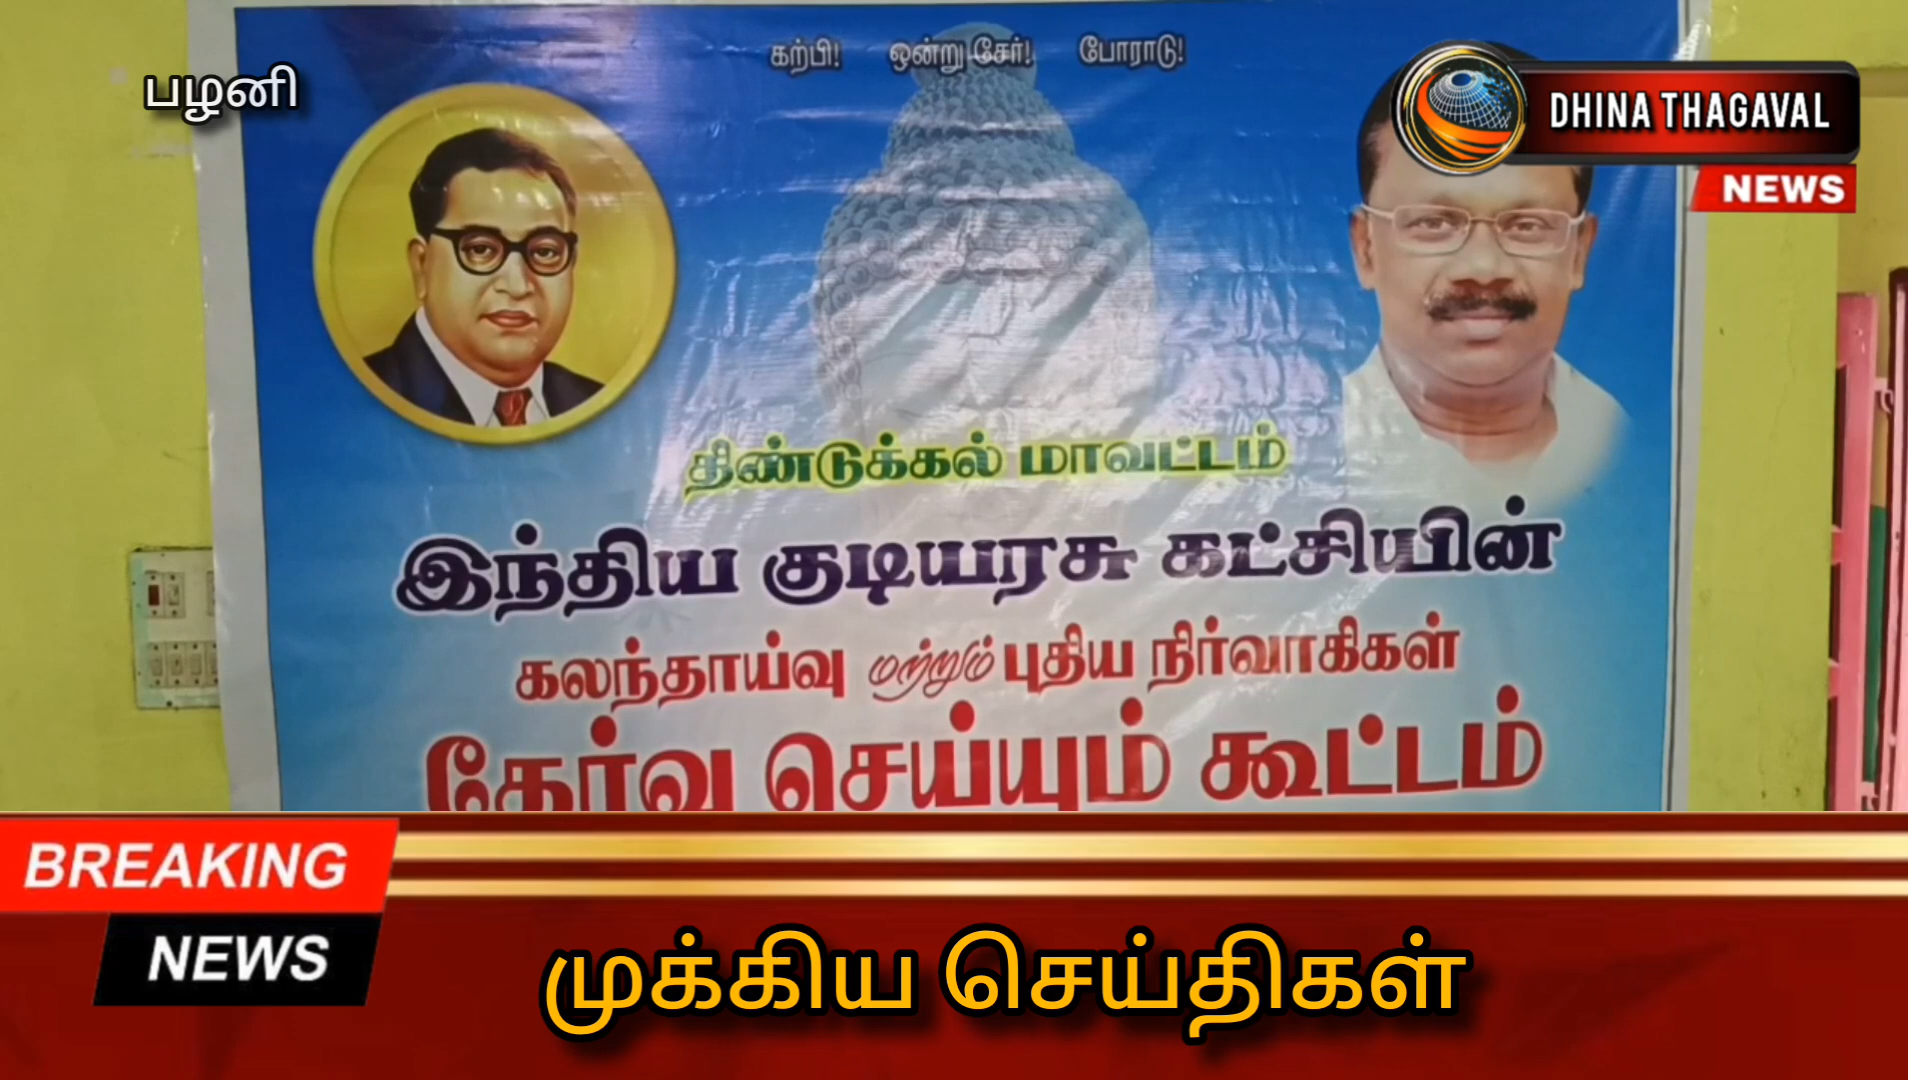 கற்பி! ஒன்று சேர்! போராடு!
பழனி
DHINA THAGAVAL
NEWS
திண்டுக்கல் மாவட்டம்
இந்திய குடியரசு கட்சியின்
கலந்தாய்வு மற்றும் புதிய நிர்வாகிகள்
தேர்வு செய்யும் கூட்டம்
BREAKING
NEWS
முக்கிய செய்திகள்